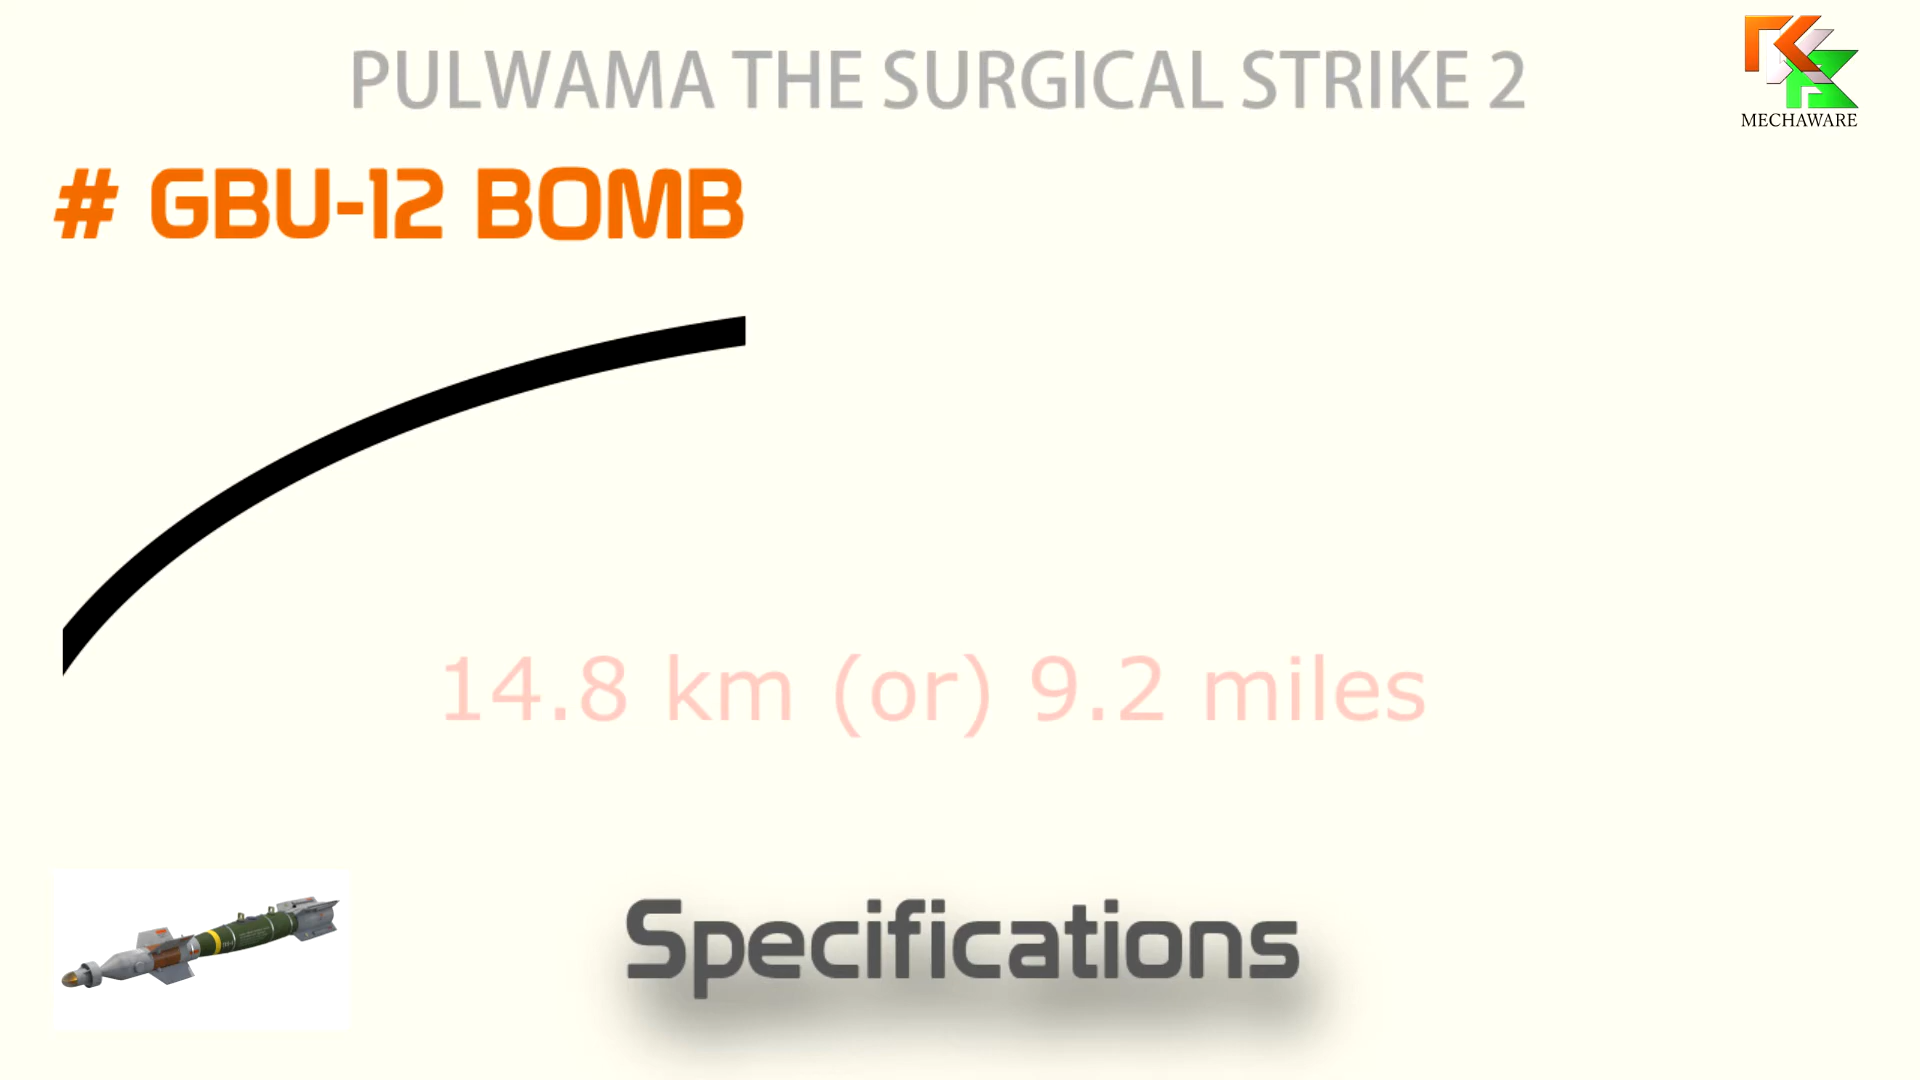 PULWAMA THE SURGICAL STRIKE 2
MECHAWARE
# GBU-12 BOMB
14.8 km (or) 9.2 miles
Specifications